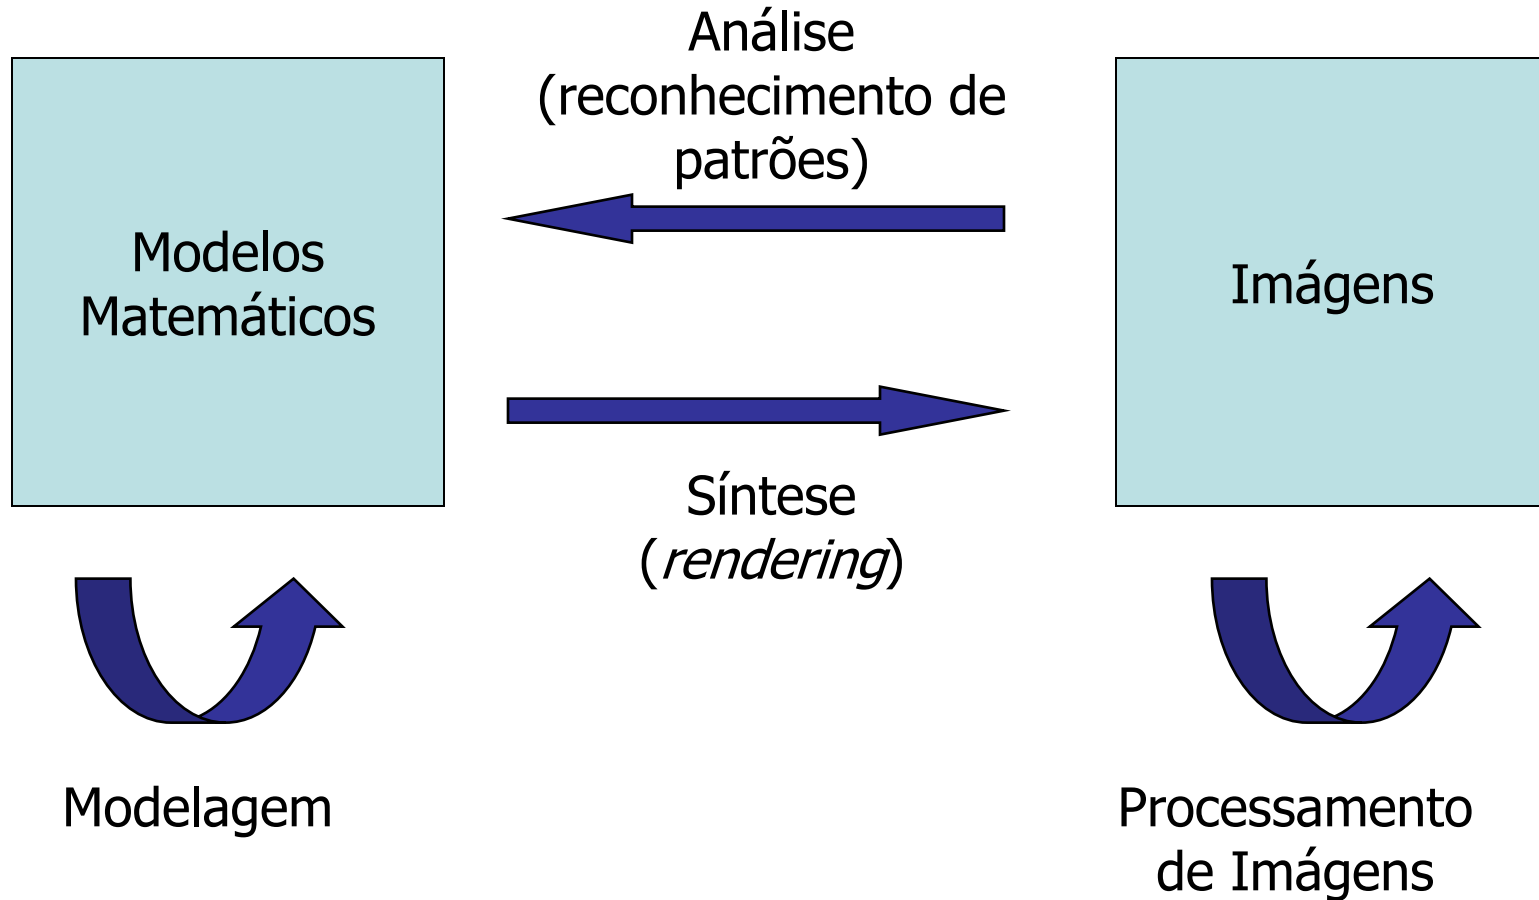 Análise
(reconhecimento de
patrões)
Modelos
Matemáticos
Imágens
Síntese
(rendering)
Modelagem
Processamento
de Imágens